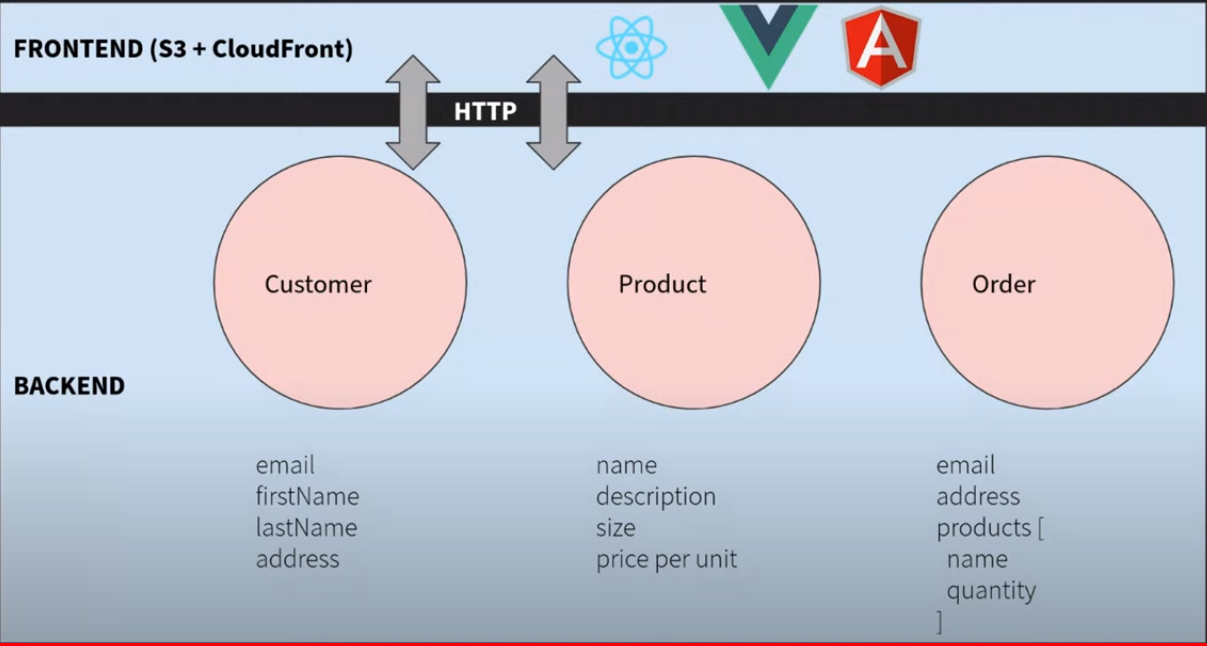 FRONTEND (S3 + CloudFront)
A
HTTP
Customer
Product
Order
BACKEND
email
firstName
lastName
address
name
description
size
price per unit
email
address
products [
name
quantity
]